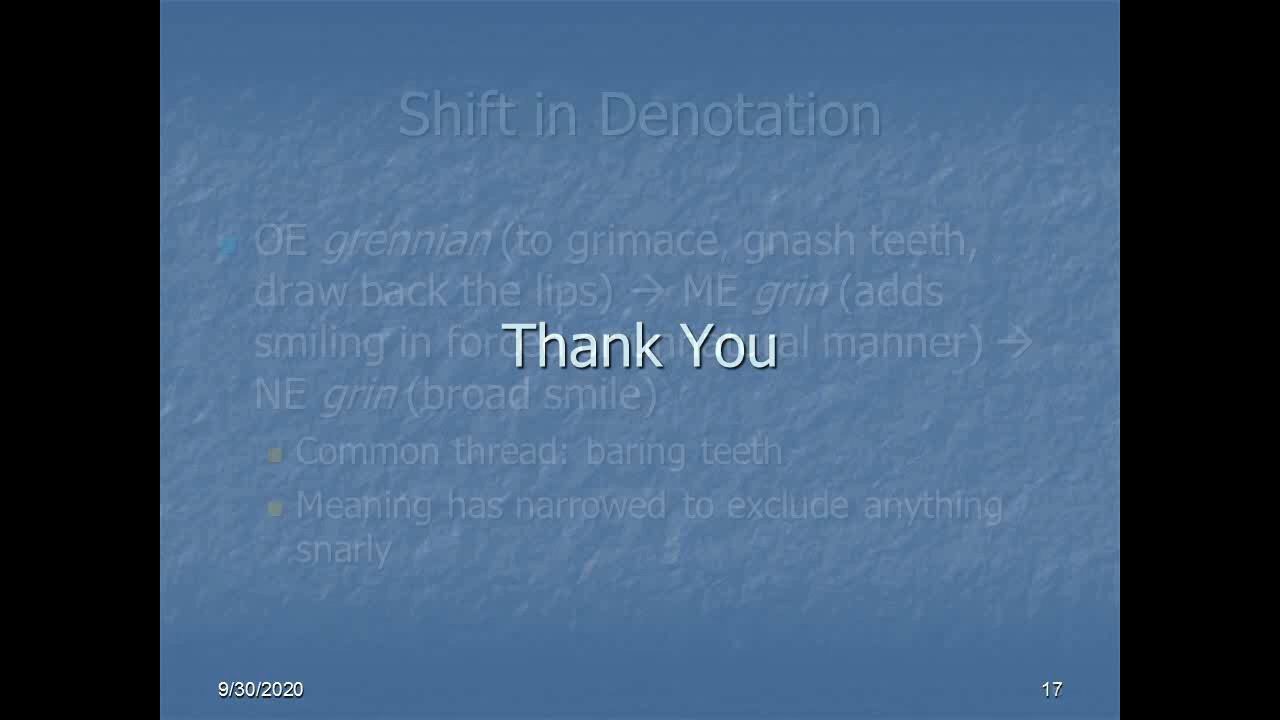 Shift in Denotation
OE grennian (to grimace, gnash teeth,
draw back the lips) → ME grin (adds
smiling in for al manner) →
Thank You
NE grin (broad smile)
Common thread: baring teeth
Meaning has narrowed to exclude anything
snarly
9/30/2020
17